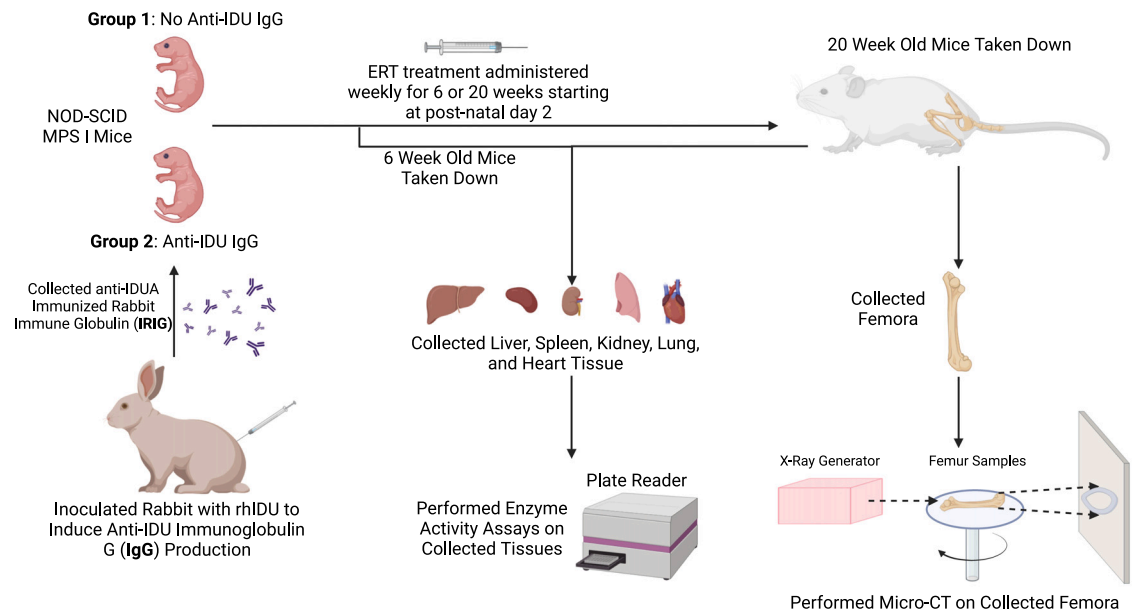 Group 1: No Anti-IDU IgG
NOD-SCID
MPS I Mice
Group 2: Anti-IDU IgG
Collected anti-IDUA
Immunized Rabbit
Immune Globulin (IRIG)
Inoculated Rabbit with rhIDU to
Induce Anti-IDU Immunoglobulin
G (IgG) Production
ERT treatment administered
weekly for 6 or 20 weeks starting
at post-natal day 2
6 Week Old Mice
Taken Down
Collected Liver, Spleen, Kidney, Lung,
and Heart Tissue
Plate Reader
Performed Enzyme
Activity Assays on
Collected Tissues
20 Week Old Mice Taken Down
Collected
Femora
X-Ray Generator
Femur Samples
Performed Micro-CT on Collected Femora